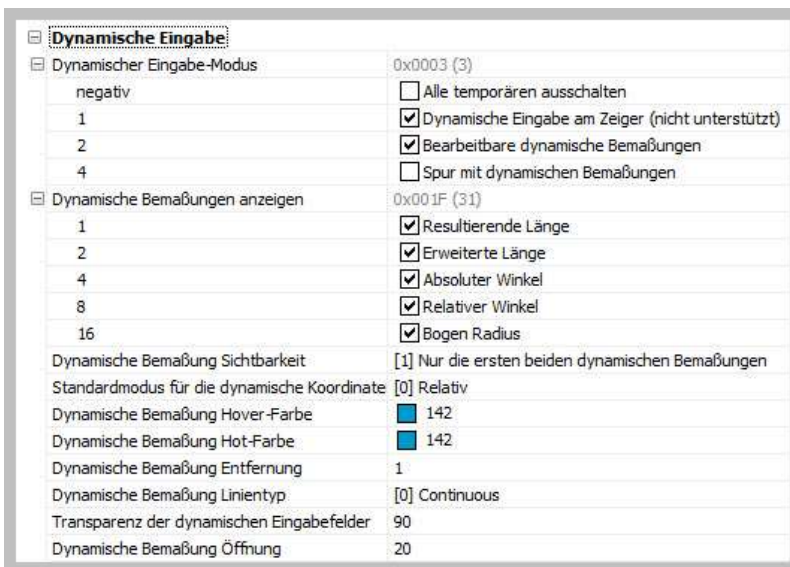 Dynamische Eingabe
Dynamischer Eingabe-Modus 0x0003 (3)
negativ Alle temporären ausschalten
1 Dynamische Eingabe am Zeiger (nicht unterstützt)
2 Bearbeitbare dynamische Bemaßungen
4 Spur mit dynamischen Bemaßungen
Dynamische Bemaßungen anzeigen 0x001F (31)
1 Resultierende Länge
2 Erweiterte Länge
4 Absoluter Winkel
8 Relativer Winkel
16 Bogen Radius
Dynamische Bemaßung Sichtbarkeit [1] Nur die ersten beiden dynamischen Bemaßungen
Standardmodus für die dynamische Koordinate [0] Relativ
Dynamische Bemaßung Hover-Farbe 142
Dynamische Bemaßung Hot-Farbe 142
Dynamische Bemaßung Entfernung 1
Dynamische Bemaßung Linientyp [0] Continuous
Transparenz der dynamischen Eingabefelder 90
Dynamische Bemaßung Öffnung 20